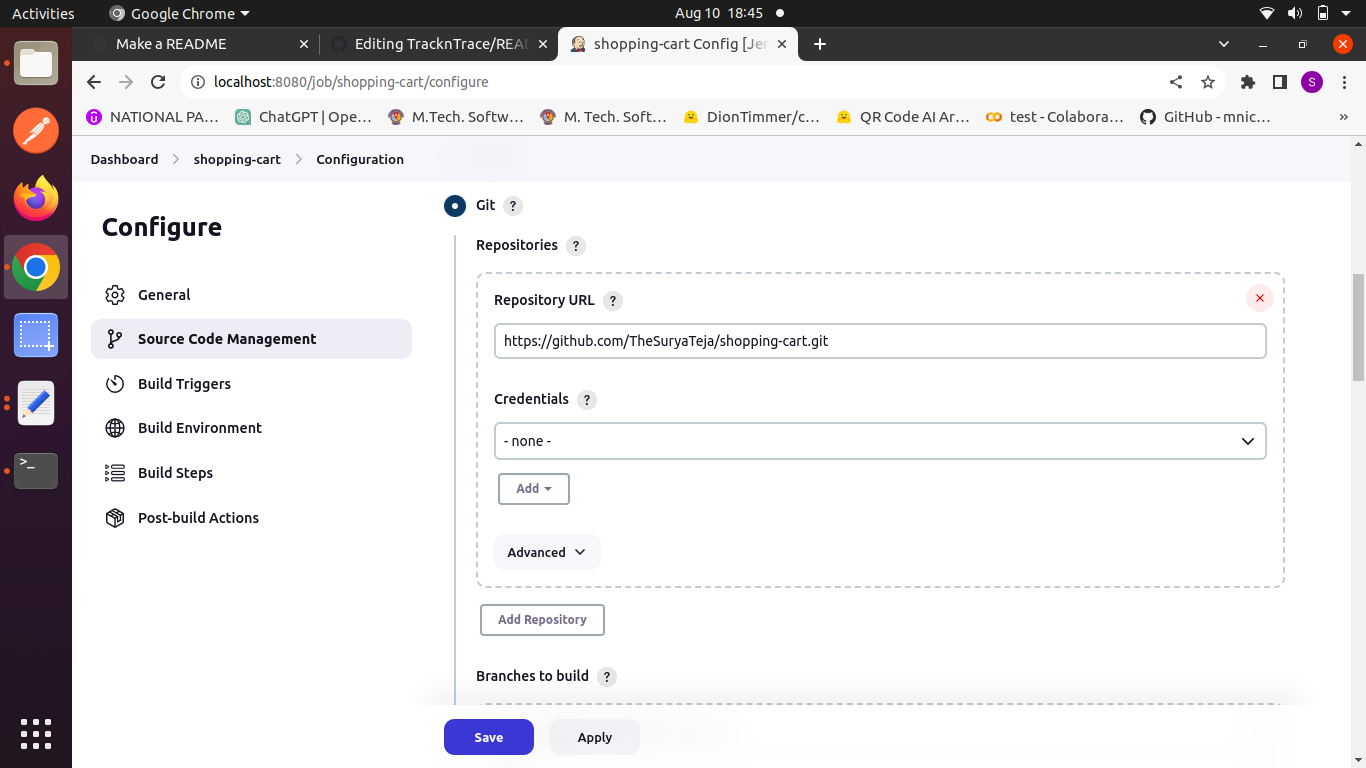 Activities
Google Chrome
Aug 10 18:45
Make a README
Editing TracknTrace/REA
shopping-cart Config [Je
localhost:8080/job/shopping-cart/configure
S
NATIONAL PA...
ChatGPT | Ope...
M.Tech. Softw...
M. Tech. Soft...
DionTimmer/c...
QR Code AI Ar...
test - Colabora...
GitHub - mnic...
»
Dashboard
shopping-cart
Configuration
Configure
General
Source Code Management
Build Triggers
Build Environment
Build Steps
Post-build Actions
Git ?
Repositories ?
Repository URL ?
https://github.com/TheSuryaTeja/shopping-cart.git
Credentials ?
- none -
Add
Advanced
Add Repository
Branches to build ?
Save
Apply